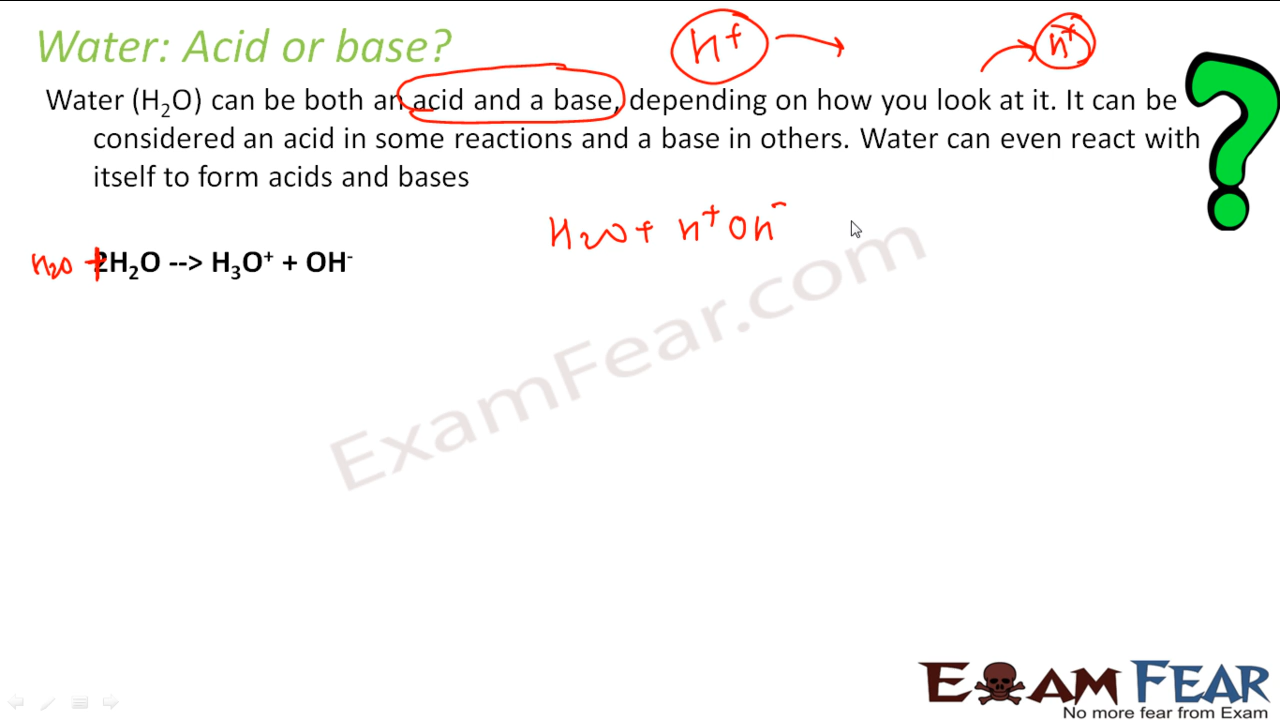 Water: Acid or base?
H⁺ → H⁺
Water (H₂O) can be both an acid and a base, depending on how you look at it. It can be
considered an acid in some reactions and a base in others. Water can even react with
itself to form acids and bases
H₂O + H⁺ OH⁻
H₂O + 2H₂O --> H₃O⁺ + OH⁻
ExamFear.com
EXAM FEAR
No more fear from Exam